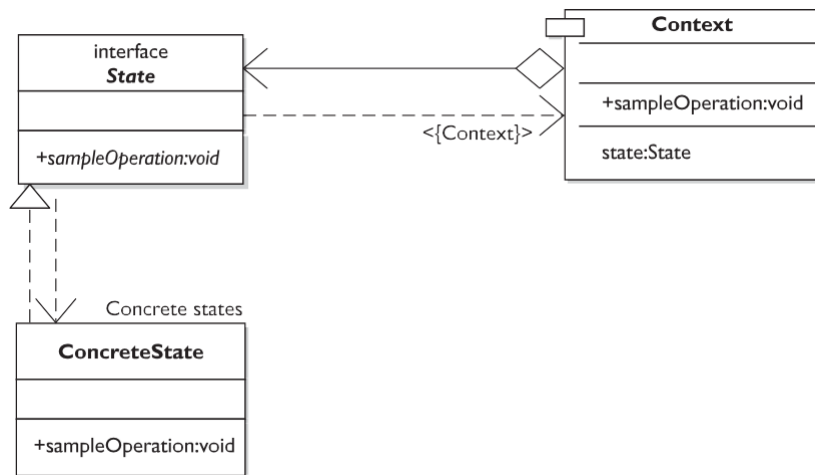 interface
State
+sampleOperation:void
Context
+sampleOperation:void
state:State
<{Context}>
Concrete states
ConcreteState
+sampleOperation:void